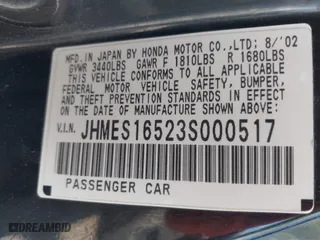 MFD. IN JAPAN BY HONDA MOTOR CO.,LTD; 8/'02
GVWR 3440LBS GAWR F 1810LBS R 1680LBS
THIS VEHICLE CONFORMS TO ALL APPLICABLE
FEDERAL MOTOR VEHICLE SAFETY, BUMPER,
AND THEFT PREVENTION STANDARDS IN
EFFECT ON THE DATE OF MANUFACTURE
SHOWN ABOVE.
V.I.N. JHMES16523S000517
PASSENGER CAR
DREAMBID